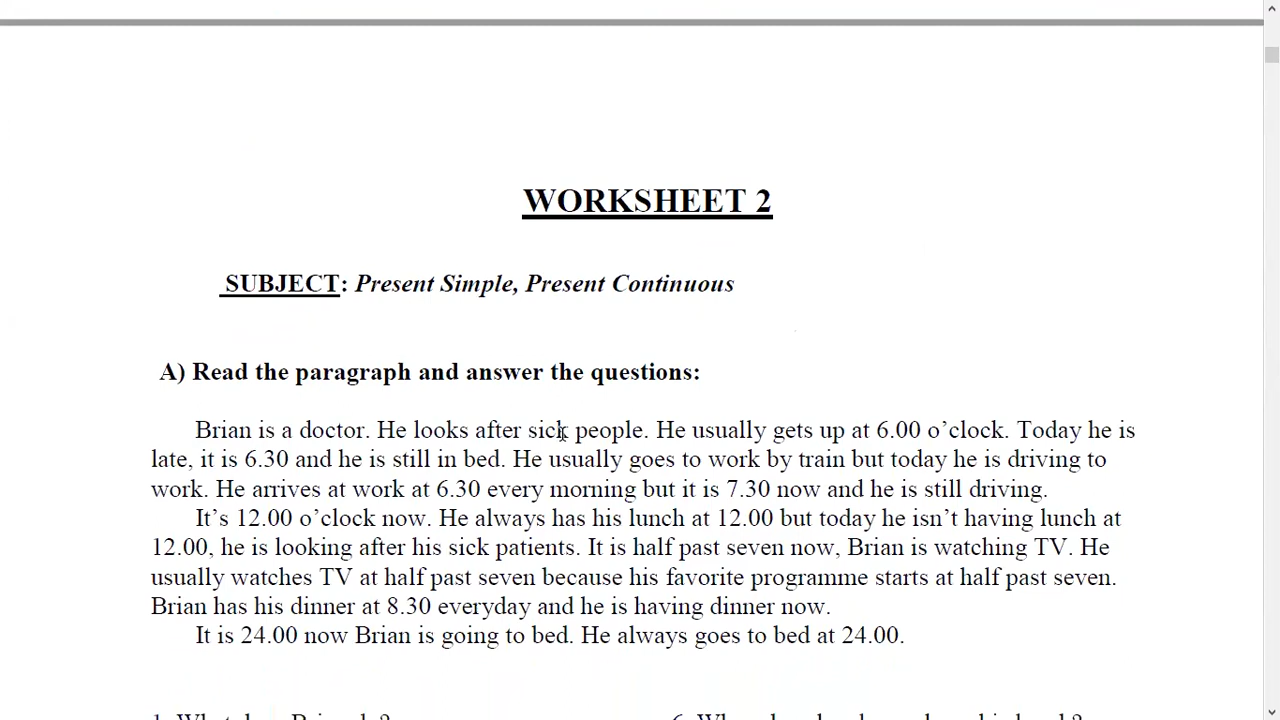 WORKSHEET 2
SUBJECT: Present Simple, Present Continuous
A) Read the paragraph and answer the questions:
Brian is a doctor. He looks after sick people. He usually gets up at 6.00 o’clock. Today he is
late, it is 6.30 and he is still in bed. He usually goes to work by train but today he is driving to
work. He arrives at work at 6.30 every morning but it is 7.30 now and he is still driving.
It’s 12.00 o’clock now. He always has his lunch at 12.00 but today he isn’t having lunch at
12.00, he is looking after his sick patients. It is half past seven now, Brian is watching TV. He
usually watches TV at half past seven because his favorite programme starts at half past seven.
Brian has his dinner at 8.30 everyday and he is having dinner now.
It is 24.00 now Brian is going to bed. He always goes to bed at 24.00.